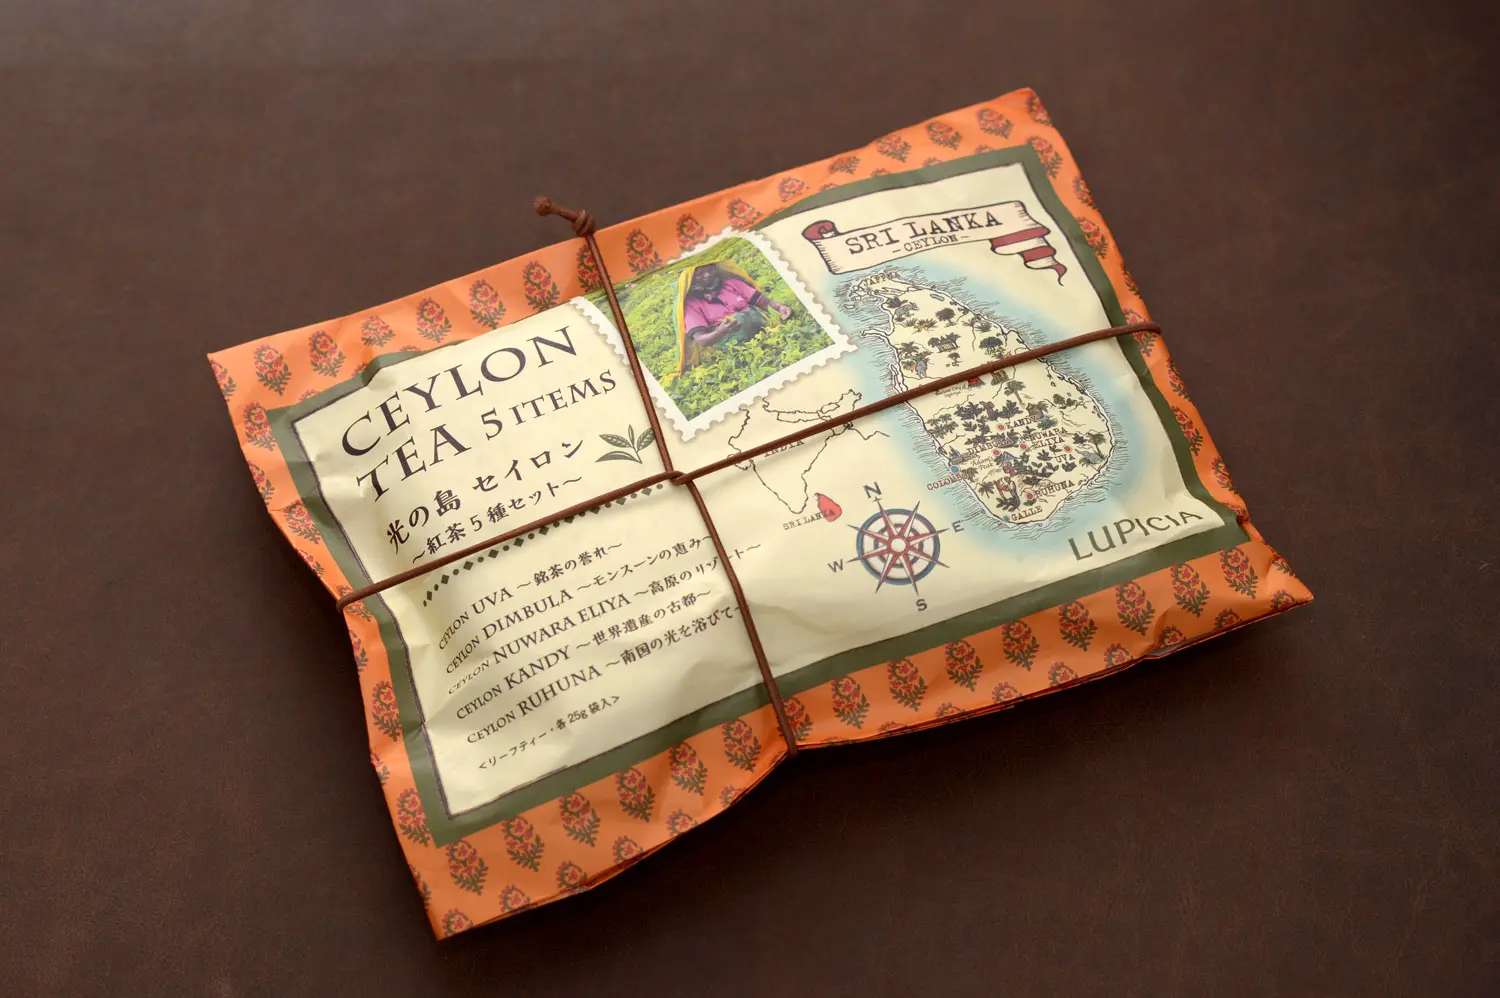 CEYLON
TEA 5 ITEMS
光の島 セイロン
～紅茶5種セット～
CEYLON UVA ～銘茶の誉れ～
CEYLON DIMBULA ～モンスーンの恵み～
CEYLON NUWARA ELIYA ～高原のリゾート～
CEYLON KANDY ～世界遺産の古都～
CEYLON RUHUNA ～南国の光を浴びて～
<リーフティー・各25g袋入>
SRI LANKA
-CEYLON-
JAFFNA
KANDY
NUWARA
ELIYA
DIMBULA
Adam's
Peak
UVA
COLOMBO
RUHUNA
GALLE
INDIA
SRI LANKA
N
E
W
S
LUPICIA